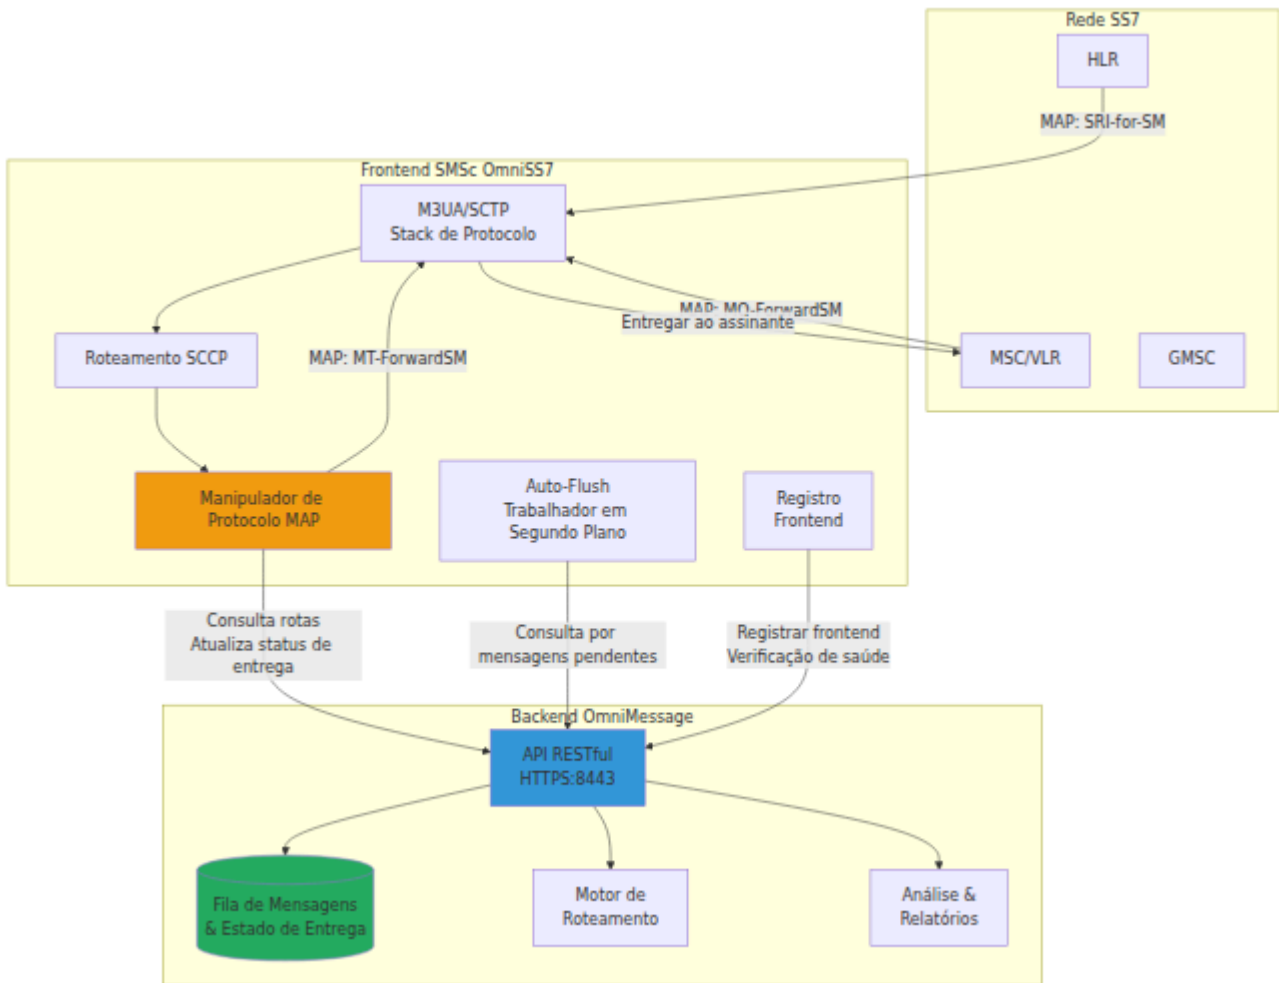 Rede SS7
HLR
MAP: SRI-for-SM
Frontend SMSc OmniSS7
M3UA/SCTP
Stack de Protocolo
MAP: MO-ForwardSM
Entregar ao assinante
Roteamento SCCP
MAP: MT-ForwardSM
MSC/VLR
GMSC
Manipulador de
Protocolo MAP
Auto-Flush
Trabalhador em
Segundo Plano
Registro
Frontend
Consulta rotas
Atualiza status de
entrega
Consulta por
mensagens pendentes
Registrar frontend
Verificação de saúde
Backend OmniMessage
API RESTful
HTTPS:8443
Fila de Mensagens
& Estado de Entrega
Motor de
Roteamento
Análise &
Relatórios